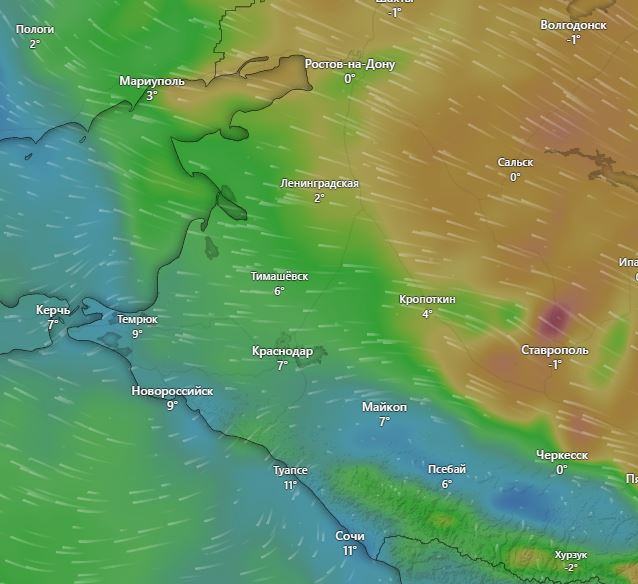 Шахты
-1°
Пологи
2°
Волгодонск
-1°
Ростов-на-Дону
0°
Мариуполь
3°
Сальск
0°
Ленинградская
2°
Ипа
Тимашёвск
6°
Кропоткин
4°
Керчь
7°
Темрюк
9°
Краснодар
7°
Ставрополь
-1°
Новороссийск
9°
Майкоп
7°
Черкесск
0°
Псебай
6°
Туапсе
11°
Пя
Сочи
11°
Хурзук
-2°